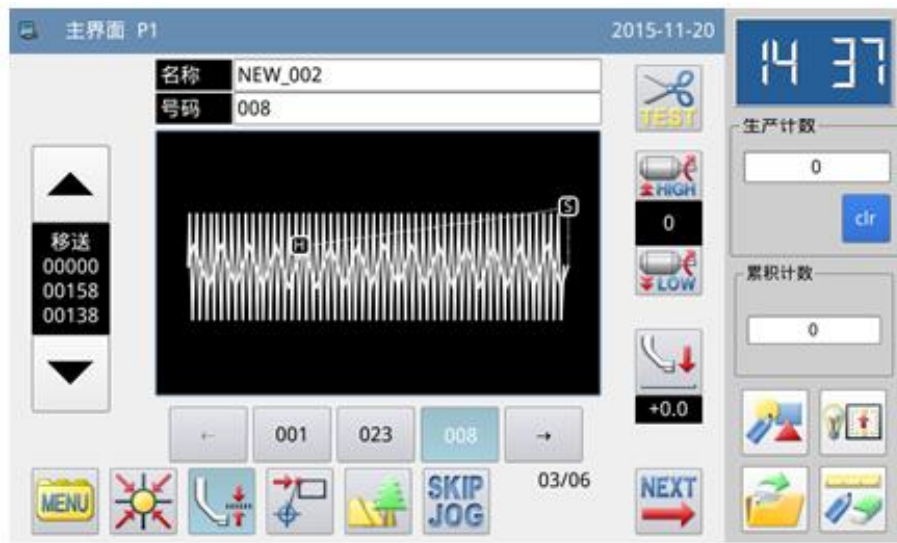 主界面 P1
2015-11-20
14 37
名称 NEW_002
号码 008
TEST
生产计数
0
clr
HIGH
0
LOW
S
H
移送
00000
00158
00138
累积计数
0
+0.0
← 001 023 008 →
03/06
MENU
SKIP
JOG
NEXT